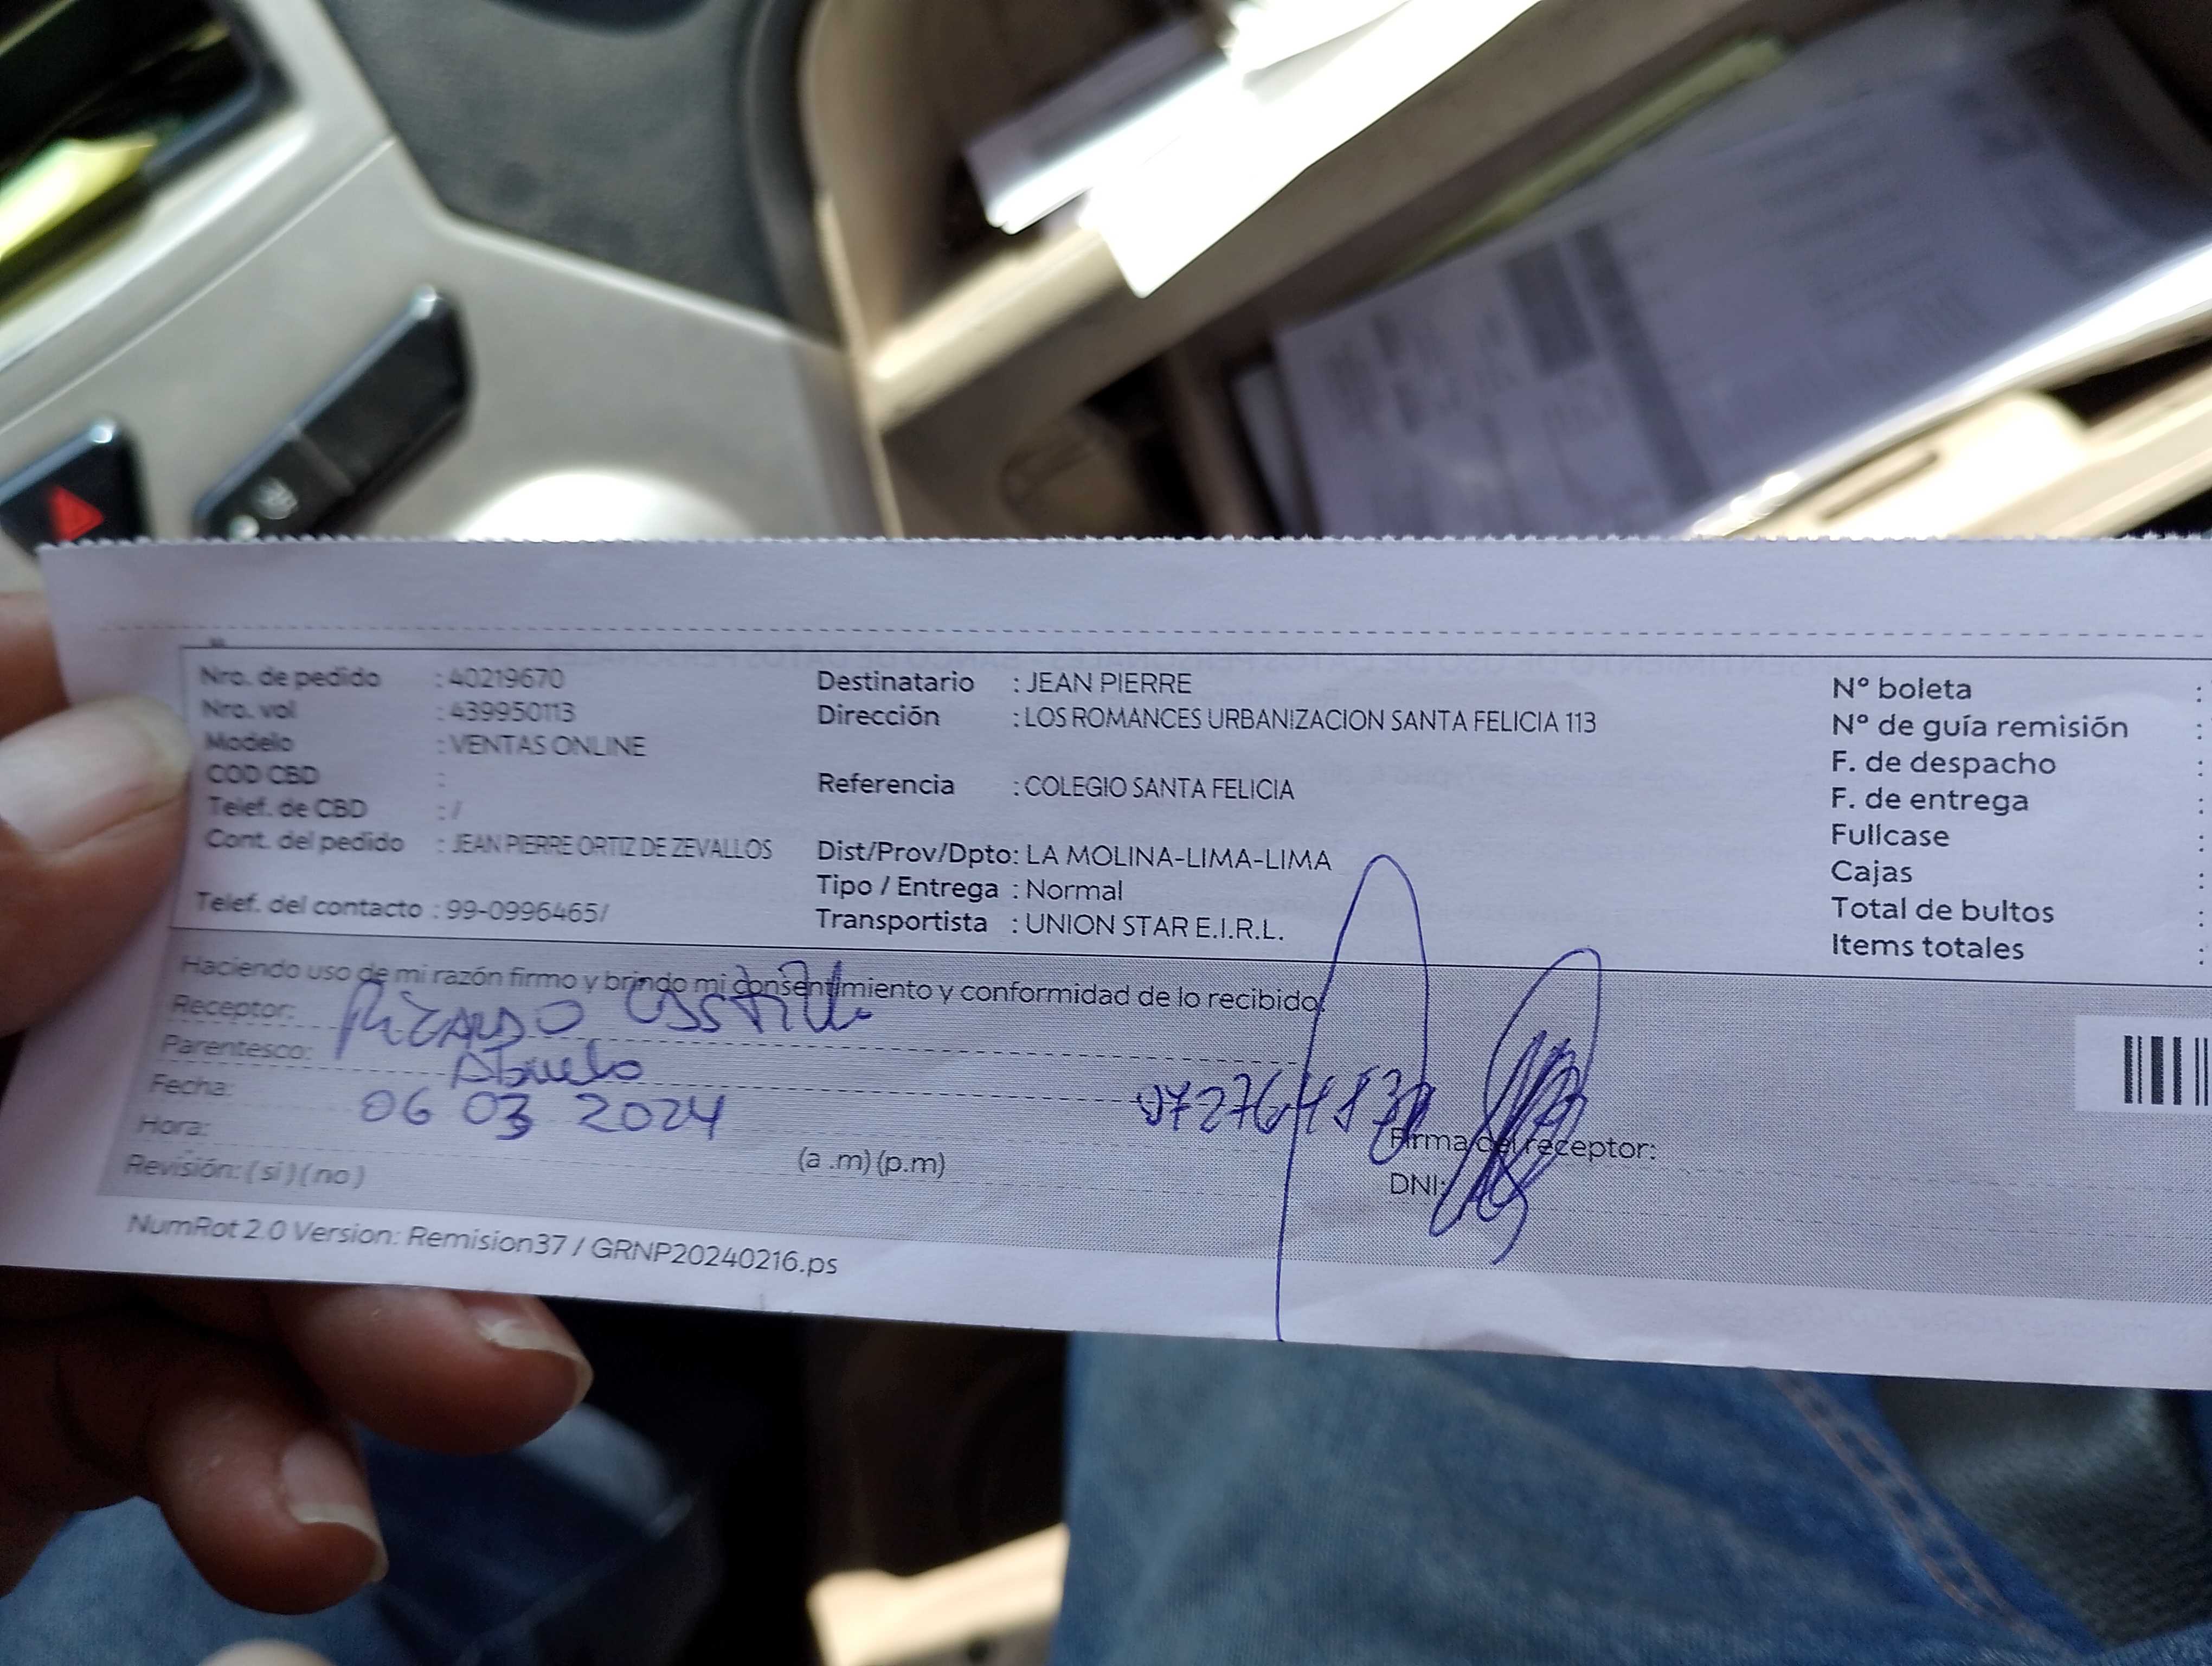 Nro. de pedido : 40219670
Nro. vol : 439950113
Modelo : VENTAS ONLINE
COD CBD :
Telef. de CBD : /
Cont. del pedido : JEAN PIERRE ORTIZ DE ZEVALLOS
Telef. del contacto : 99-0996465/
Destinatario : JEAN PIERRE
Dirección : LOS ROMANCES URBANIZACION SANTA FELICIA 113
Referencia : COLEGIO SANTA FELICIA
Dist/Prov/Dpto: LA MOLINA-LIMA-LIMA
Tipo / Entrega : Normal
Transportista : UNION STAR E.I.R.L.
N° boleta :
N° de guía remisión :
F. de despacho :
F. de entrega :
Fullcase :
Cajas :
Total de bultos :
Items totales :
Haciendo uso de mi razón firmo y brindo mi consentimiento y conformidad de lo recibido.
Receptor: RICARDO
Parentesco: Abuelo
Fecha: 06 03 2024
Hora: (a .m) (p.m)
Revisión: ( si ) ( no )
Firma del receptor:
DNI:
NumRot 2.0 Version: Remision37 / GRNP20240216.ps